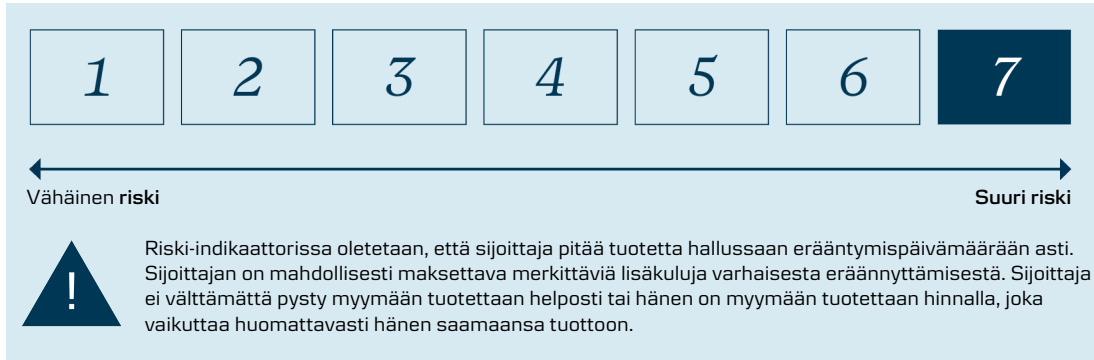 1 2 3 4 5 6 7
Vähäinen riski Suuri riski
!
Riski-indikaattorissa oletetaan, että sijoittaja pitää tuotetta hallussaan erääntymispäivämäärään asti.
Sijoittajan on mahdollisesti maksettava merkittäviä lisäkuluja varhaisesta eräännyttämisestä. Sijoittaja
ei välttämättä pysty myymään tuotettaan helposti tai hänen on myymään tuotettaan hinnalla, joka
vaikuttaa huomattavasti hänen saamaansa tuottoon.